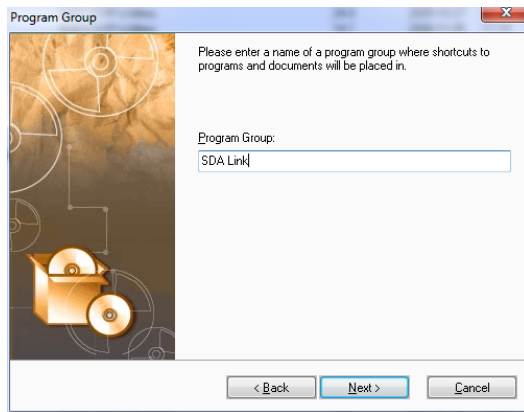 Program Group
Please enter a name of a program group where shortcuts to
programs and documents will be placed in.
Program Group:
SDA Link
< Back
Next >
Cancel